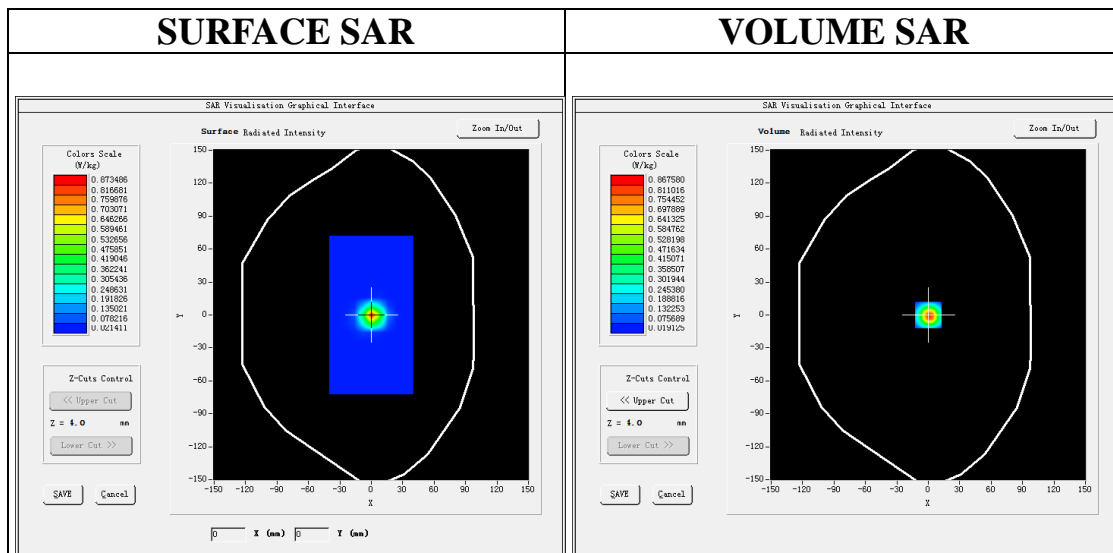 SURFACE SAR
VOLUME SAR
SAR Visualisation Graphical Interface
Surface Radiated Intensity
Zoom In/Out
Colors Scale
(W/kg)
0.873486
0.816681
0.759876
0.703071
0.646266
0.589461
0.532656
0.475851
0.419046
0.362241
0.305436
0.248631
0.191826
0.135021
0.078216
0.021411
Z-Cuts Control
<< Upper Cut
Z = 4.0 mm
Lower Cut >>
SAVE Cancel
150
120
90
60
30
0
-30
-60
-90
-120
-150
Y
-150 -120 -90 -60 -30 0 30 60 90 120 150
X
0 X (mm) 0 Y (mm)
SAR Visualisation Graphical Interface
Volume Radiated Intensity
Zoom In/Out
Colors Scale
(W/kg)
0.867580
0.811016
0.754452
0.697889
0.641325
0.584762
0.528198
0.471634
0.415071
0.358507
0.301944
0.245380
0.188816
0.132253
0.075689
0.019125
Z-Cuts Control
<< Upper Cut
Z = 4.0 mm
Lower Cut >>
SAVE Cancel
150
120
90
60
30
0
-30
-60
-90
-120
-150
Y
-150 -120 -90 -60 -30 0 30 60 90 120 150
X